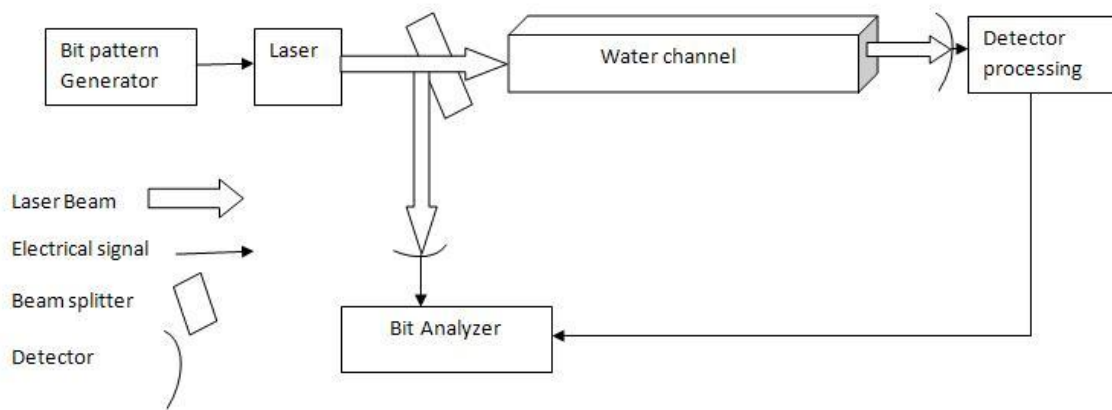 Bit pattern
Generator
Laser
Water channel
Detector
processing
Laser Beam
Electrical signal
Beam splitter
Bit Analyzer
Detector